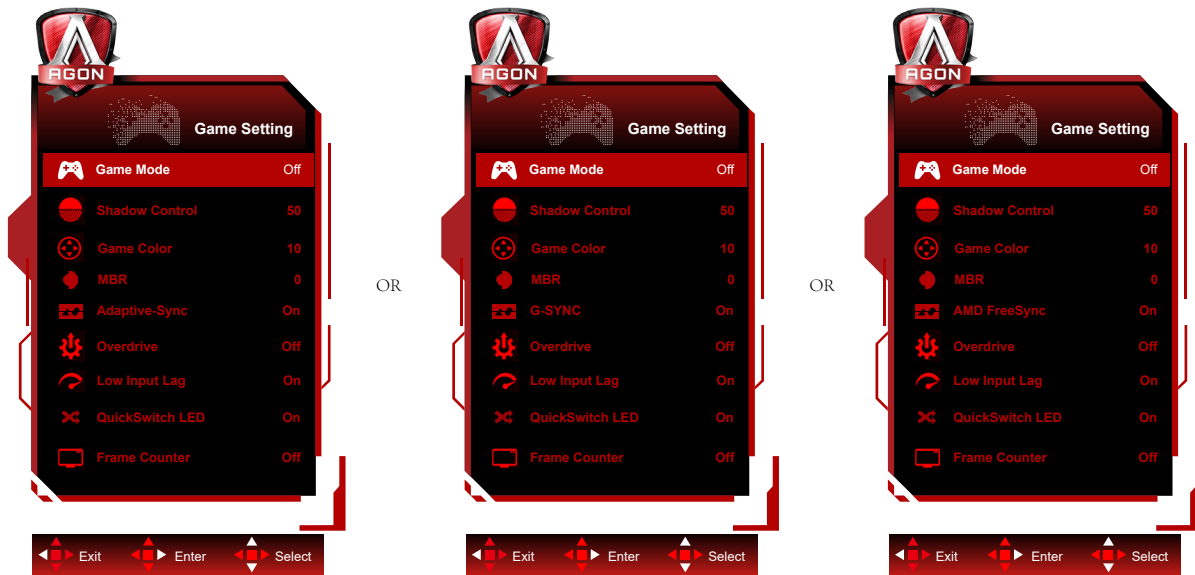 AGON
Game Setting
Game Mode Off
Shadow Control 50
Game Color 10
MBR 0
Adaptive-Sync On
Overdrive Off
Low Input Lag On
QuickSwitch LED On
Frame Counter Off
Exit Enter Select
OR
AGON
Game Setting
Game Mode Off
Shadow Control 50
Game Color 10
MBR 0
G-SYNC On
Overdrive Off
Low Input Lag On
QuickSwitch LED On
Frame Counter Off
Exit Enter Select
OR
AGON
Game Setting
Game Mode Off
Shadow Control 50
Game Color 10
MBR 0
AMD FreeSync On
Overdrive Off
Low Input Lag On
QuickSwitch LED On
Frame Counter Off
Exit Enter Select